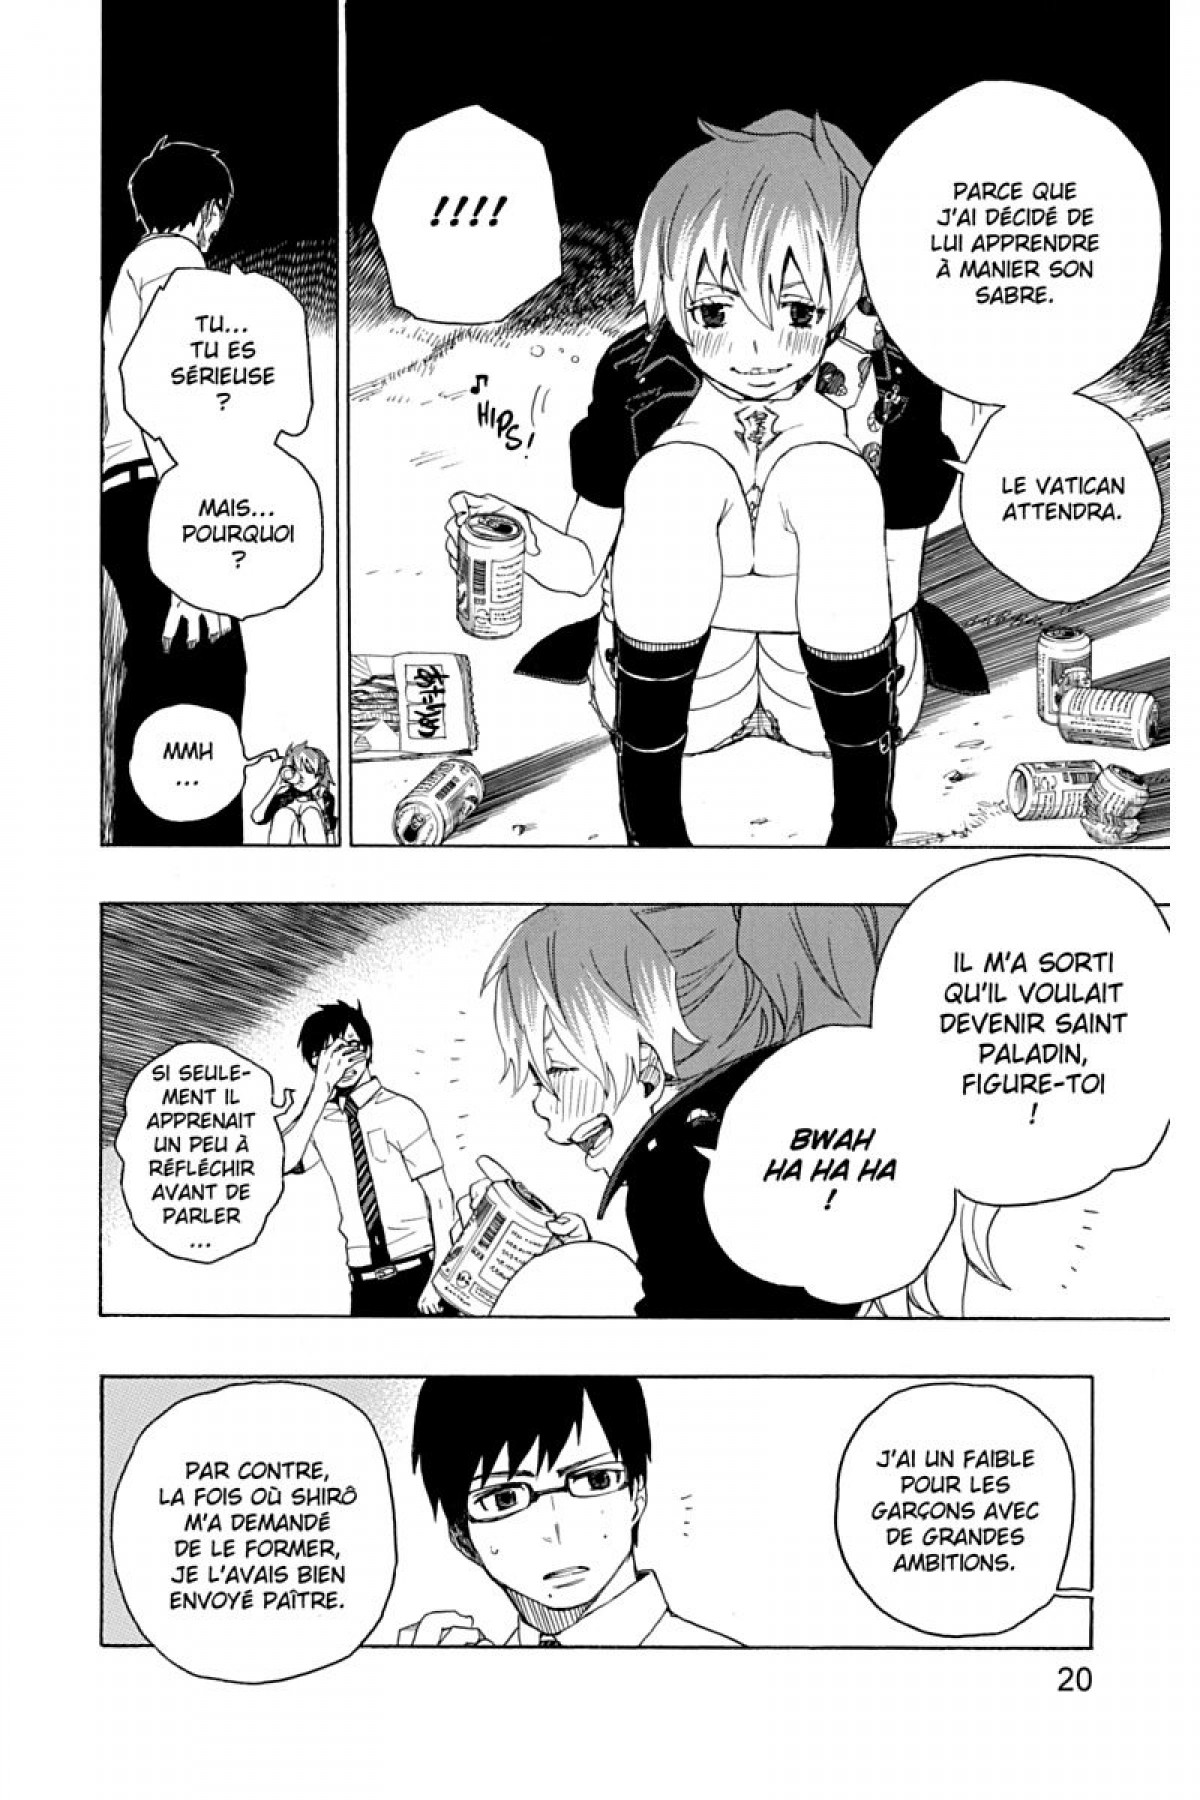 PARCE QUE
J'AI DÉCIDÉ DE
LUI APPRENDRE
À MANIER SON
SABRE.
LE VATICAN
ATTENDRA.
!!!!
♪
HIPS!
TU...
TU ES
SÉRIEUSE
?
MAIS...
POURQUOI
?
MMH
...
IL M'A SORTI
QU'IL VOULAIT
DEVENIR SAINT
PALADIN,
FIGURE-TOI
!
BWAH
HA HA HA
!
SI SEULE-
MENT IL
APPRENAIT
UN PEU À
RÉFLÉCHIR
AVANT DE
PARLER
...
J'AI UN FAIBLE
POUR LES
GARÇONS AVEC
DE GRANDES
AMBITIONS.
PAR CONTRE,
LA FOIS OÙ SHIRÔ
M'A DEMANDÉ
DE LE FORMER,
JE L'AVAIS BIEN
ENVOYÉ PAÎTRE.
20